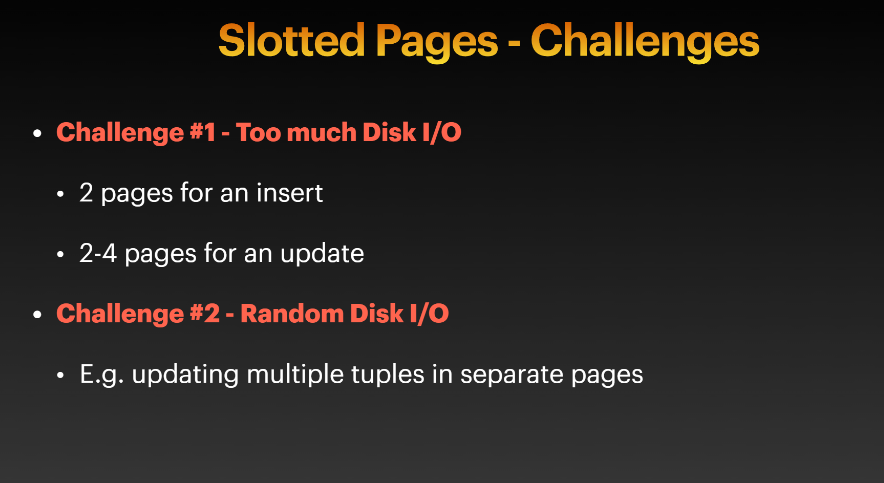 Slotted Pages - Challenges
• Challenge #1 - Too much Disk I/O
• 2 pages for an insert
• 2-4 pages for an update
• Challenge #2 - Random Disk I/O
• E.g. updating multiple tuples in separate pages